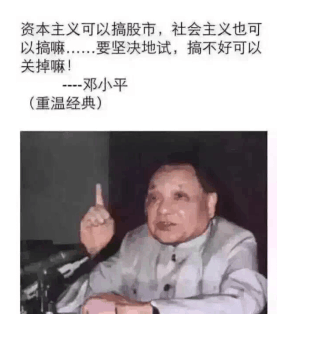 资本主义可以搞股市，社会主义也可
以搞嘛……要坚决地试，搞不好可以
关掉嘛！
----邓小平
（重温经典）